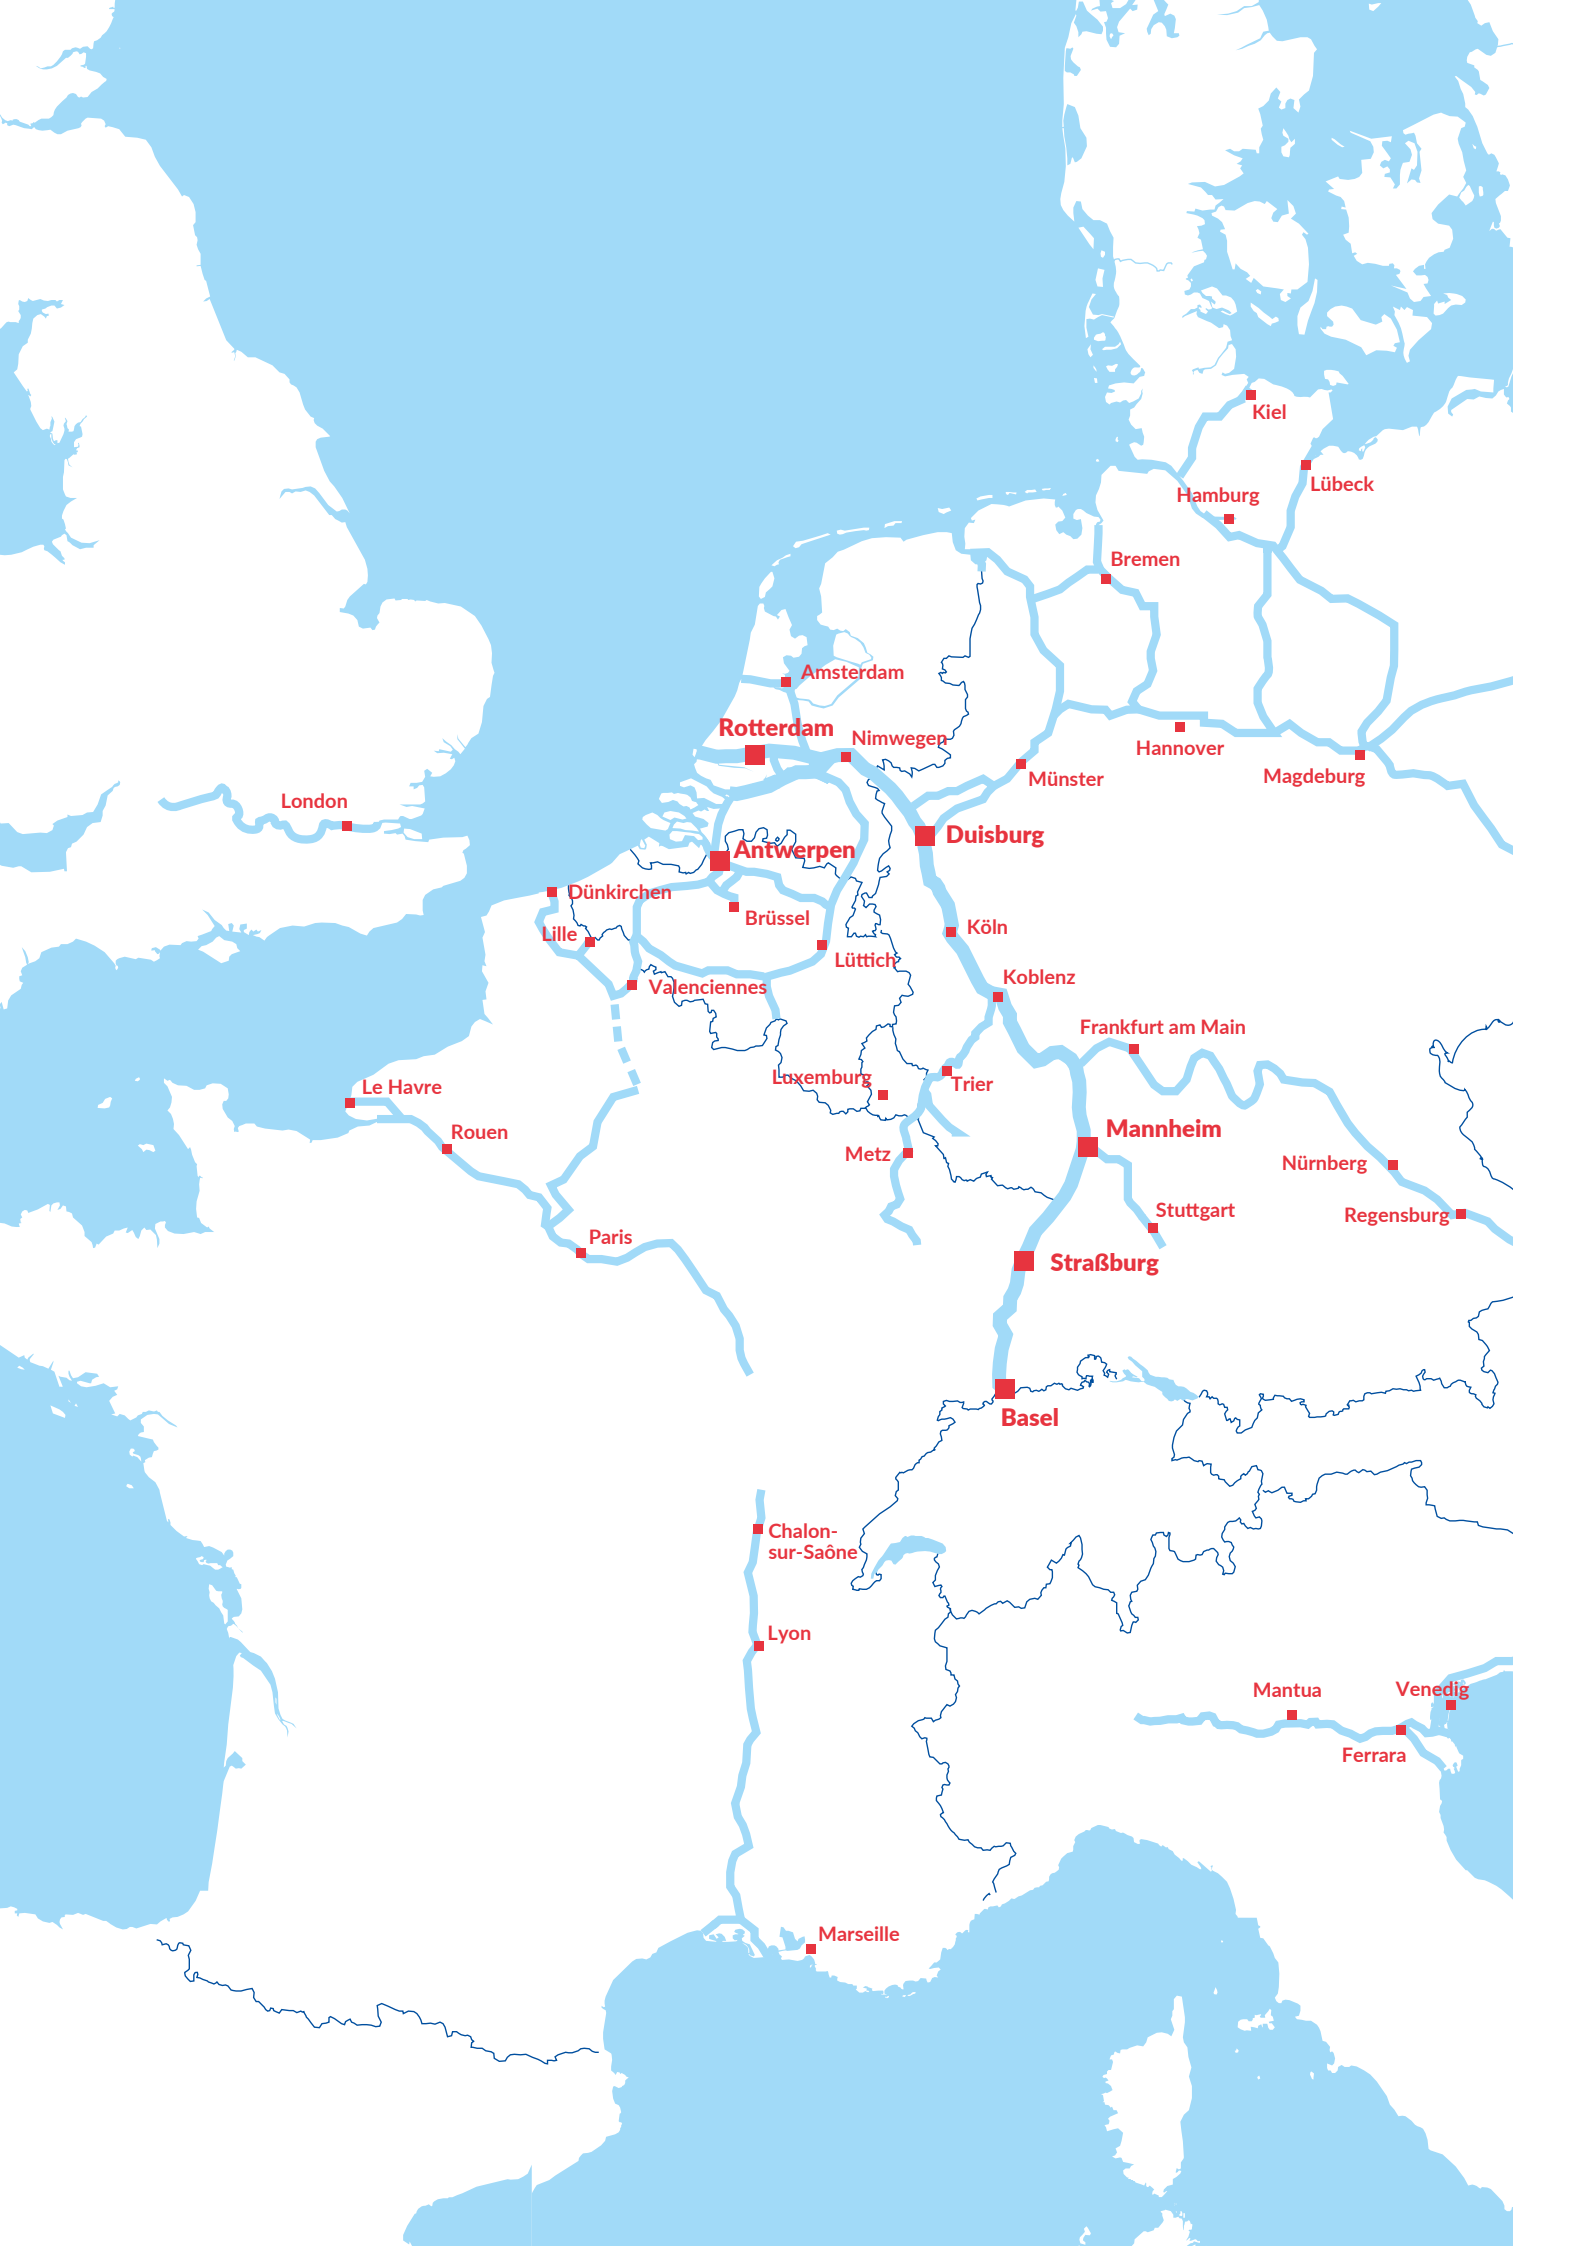 Kiel
Lübeck
Hamburg
Bremen
Amsterdam
Rotterdam
Nimwegen
Hannover
Münster
Magdeburg
London
Duisburg
Antwerpen
Dünkirchen
Brüssel
Lille
Köln
Lüttich
Koblenz
Valenciennes
Frankfurt am Main
Luxemburg
Trier
Le Havre
Rouen
Mannheim
Metz
Nürnberg
Stuttgart
Regensburg
Paris
Straßburg
Basel
Chalon-
sur-Saône
Lyon
Mantua
Venedig
Ferrara
Marseille